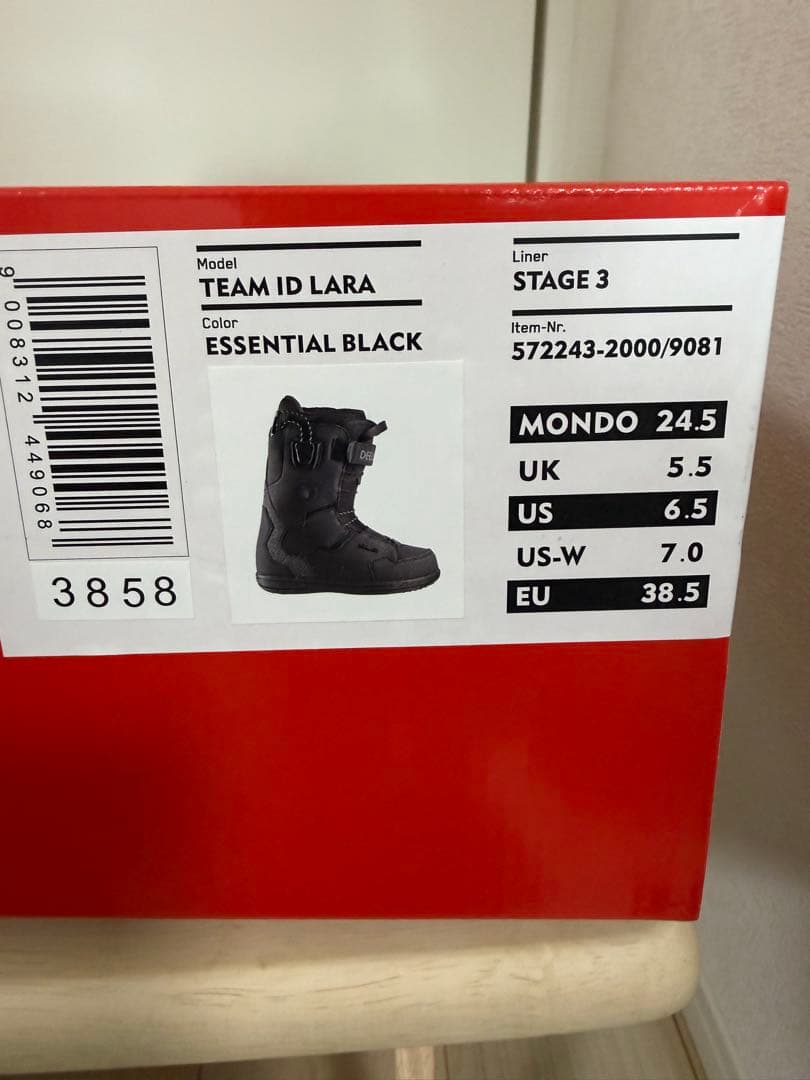 Model
TEAM ID LARA
Color
ESSENTIAL BLACK
Liner
STAGE 3
Item-Nr.
572243-2000/9081
MONDO 24.5
UK 5.5
US 6.5
US-W 7.0
EU 38.5
9 008312 449068
3858